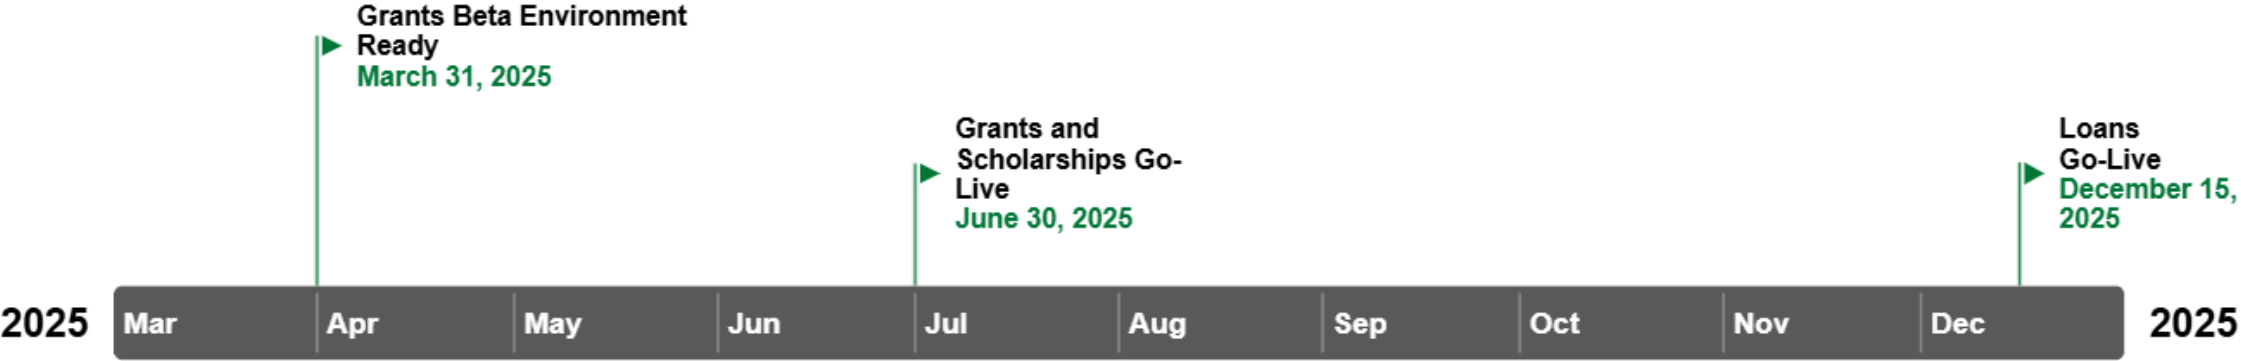 Grants Beta Environment
Ready
March 31, 2025
Grants and
Scholarships Go-
Live
June 30, 2025
Loans
Go-Live
December 15,
2025
2025 Mar Apr May Jun Jul Aug Sep Oct Nov Dec 2025